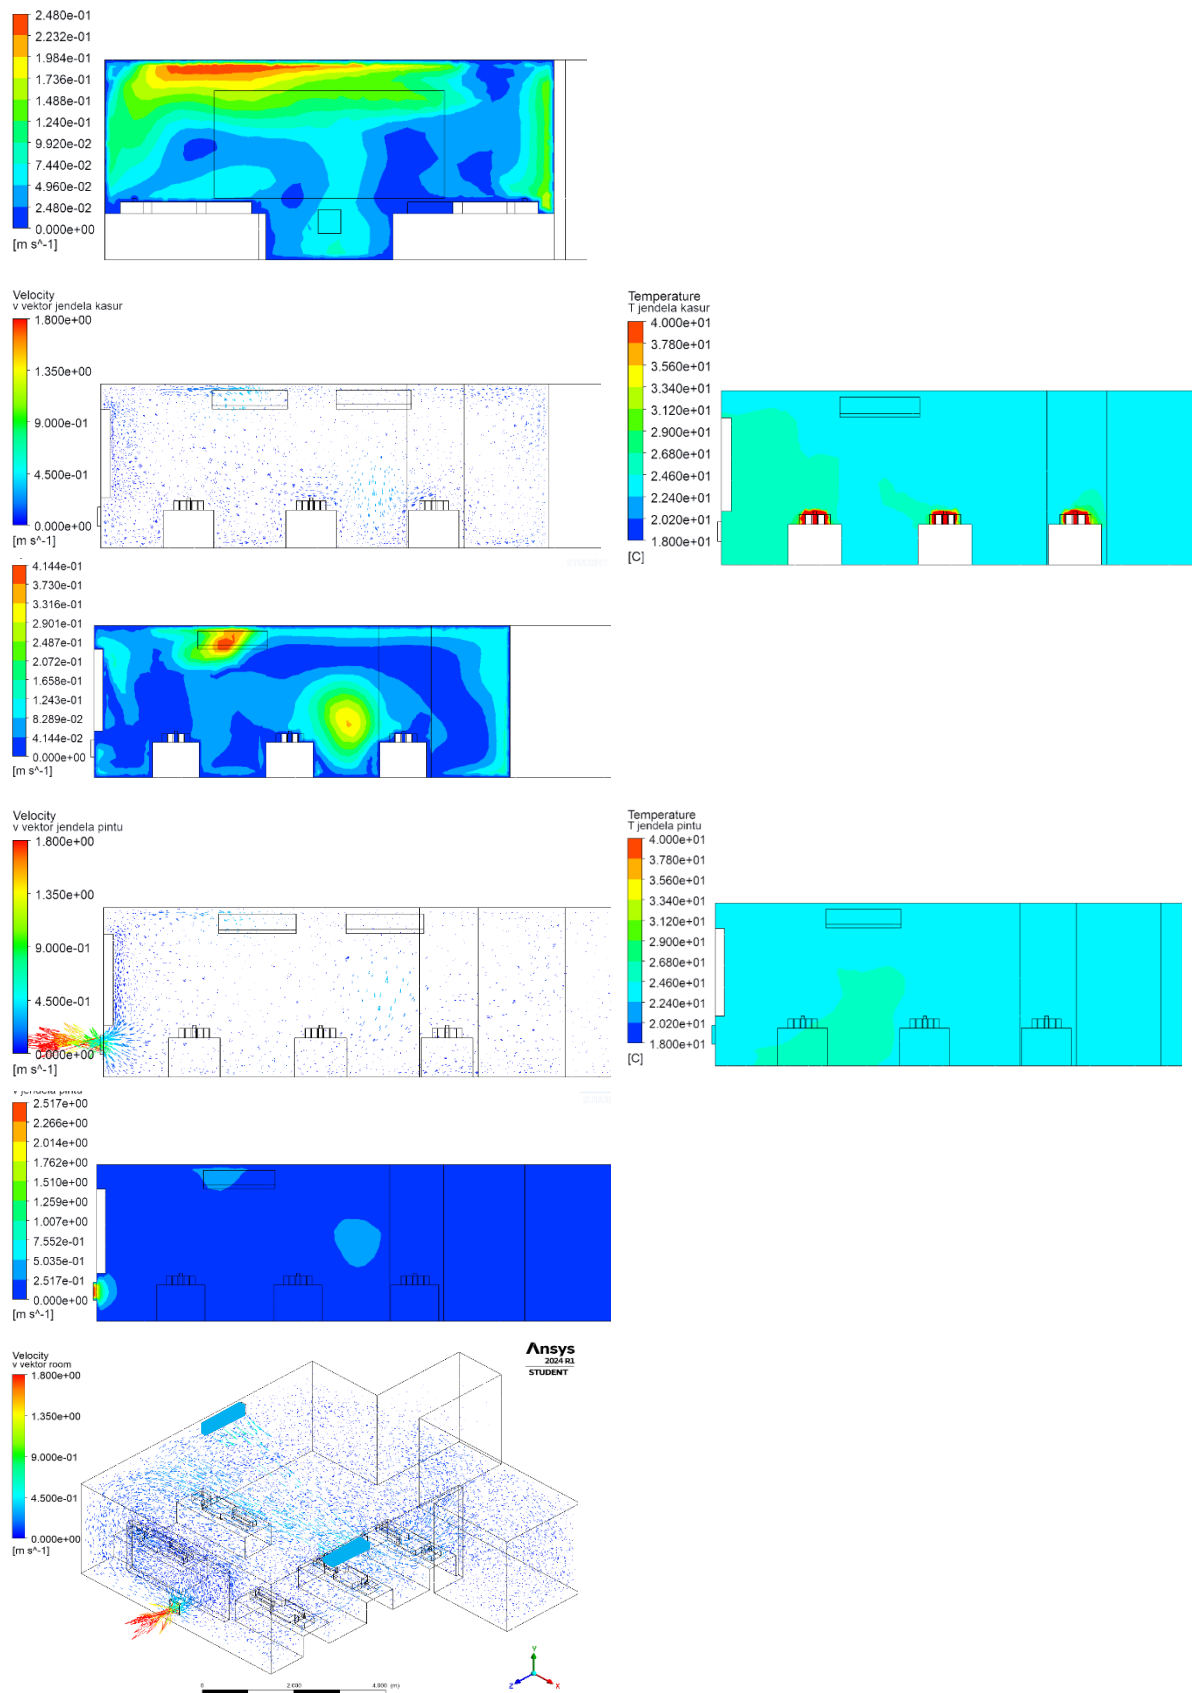 2.480e-01
2.232e-01
1.984e-01
1.736e-01
1.488e-01
1.240e-01
9.920e-02
7.440e-02
4.960e-02
2.480e-02
0.000e+00
[m s^-1]
Velocity
v vektor jendela kasur
1.800e+00
1.350e+00
9.000e-01
4.500e-01
0.000e+00
[m s^-1]
Temperature
T jendela kasur
4.000e+01
3.780e+01
3.560e+01
3.340e+01
3.120e+01
2.900e+01
2.680e+01
2.460e+01
2.240e+01
2.020e+01
1.800e+01
[C]
4.144e-01
3.730e-01
3.316e-01
2.901e-01
2.487e-01
2.072e-01
1.658e-01
1.243e-01
8.289e-02
4.144e-02
0.000e+00
[m s^-1]
Velocity
v vektor jendela pintu
1.800e+00
1.350e+00
9.000e-01
4.500e-01
0.000e+00
[m s^-1]
Temperature
T jendela pintu
4.000e+01
3.780e+01
3.560e+01
3.340e+01
3.120e+01
2.900e+01
2.680e+01
2.460e+01
2.240e+01
2.020e+01
1.800e+01
[C]
v jendela pintu
2.517e+00
2.266e+00
2.014e+00
1.762e+00
1.510e+00
1.259e+00
1.007e+00
7.552e-01
5.035e-01
2.517e-01
0.000e+00
[m s^-1]
Ansys
2024 R1
STUDENT
Velocity
v vektor room
1.800e+00
1.350e+00
9.000e-01
4.500e-01
0.000e+00
[m s^-1]
Y
Z
X
0
2.000
4.000 (m)